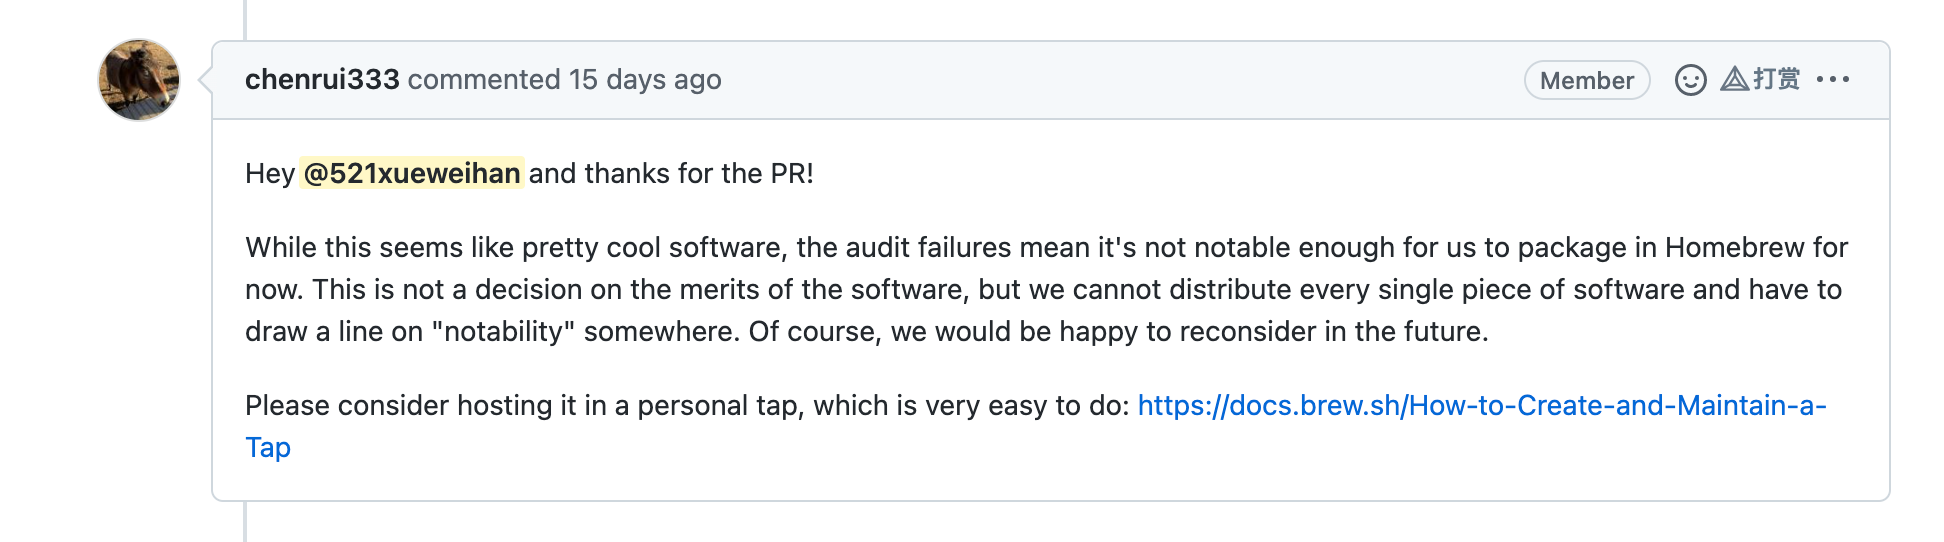 chenrui333 commented 15 days ago Member 打赏
Hey @521xueweihan and thanks for the PR!
While this seems like pretty cool software, the audit failures mean it's not notable enough for us to package in Homebrew for
now. This is not a decision on the merits of the software, but we cannot distribute every single piece of software and have to
draw a line on "notability" somewhere. Of course, we would be happy to reconsider in the future.
Please consider hosting it in a personal tap, which is very easy to do: https://docs.brew.sh/How-to-Create-and-Maintain-a-
Tap